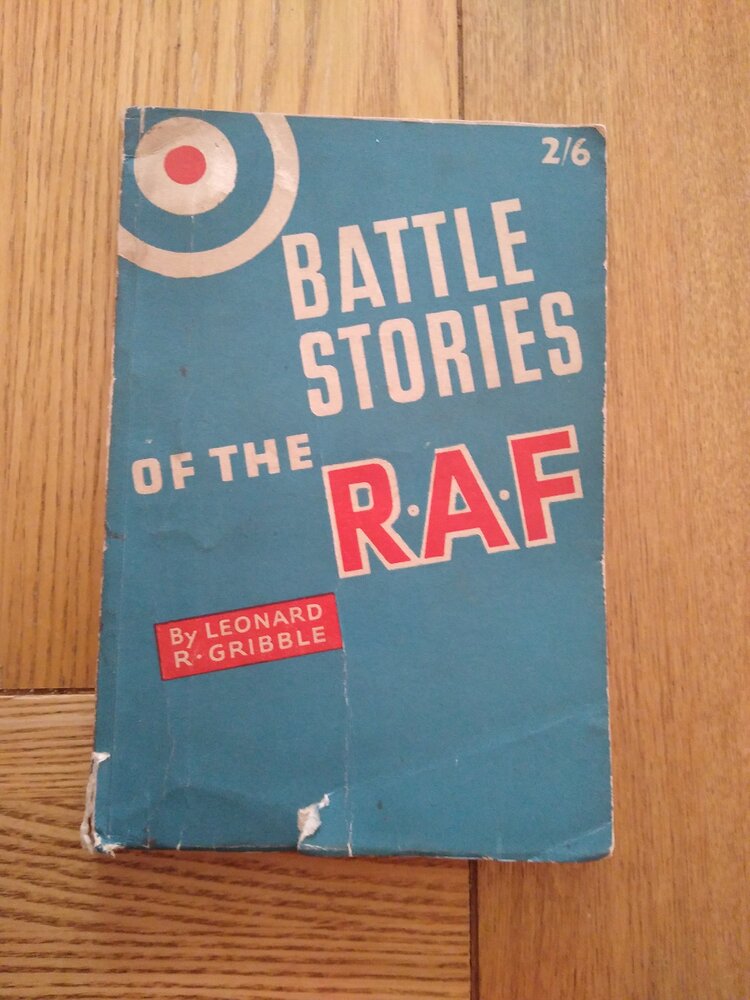 2/6
BATTLE
STORIES
OF THE
R·A·F
By LEONARD
R·GRIBBLE